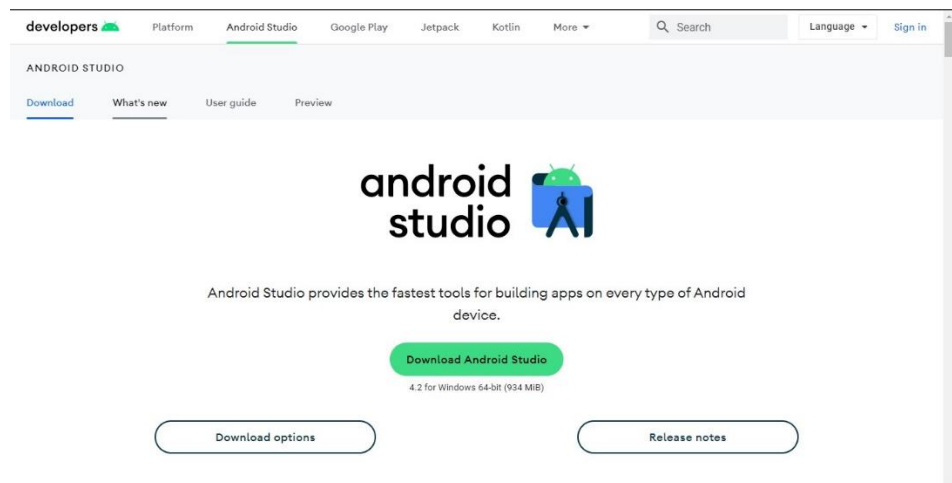 developers Platform Android Studio Google Play Jetpack Kotlin More Search Language Sign in
ANDROID STUDIO
Download What's new User guide Preview
android
studio
Android Studio provides the fastest tools for building apps on every type of Android
device.
Download Android Studio
4.2 for Windows 64-bit (934 MiB)
Download options Release notes